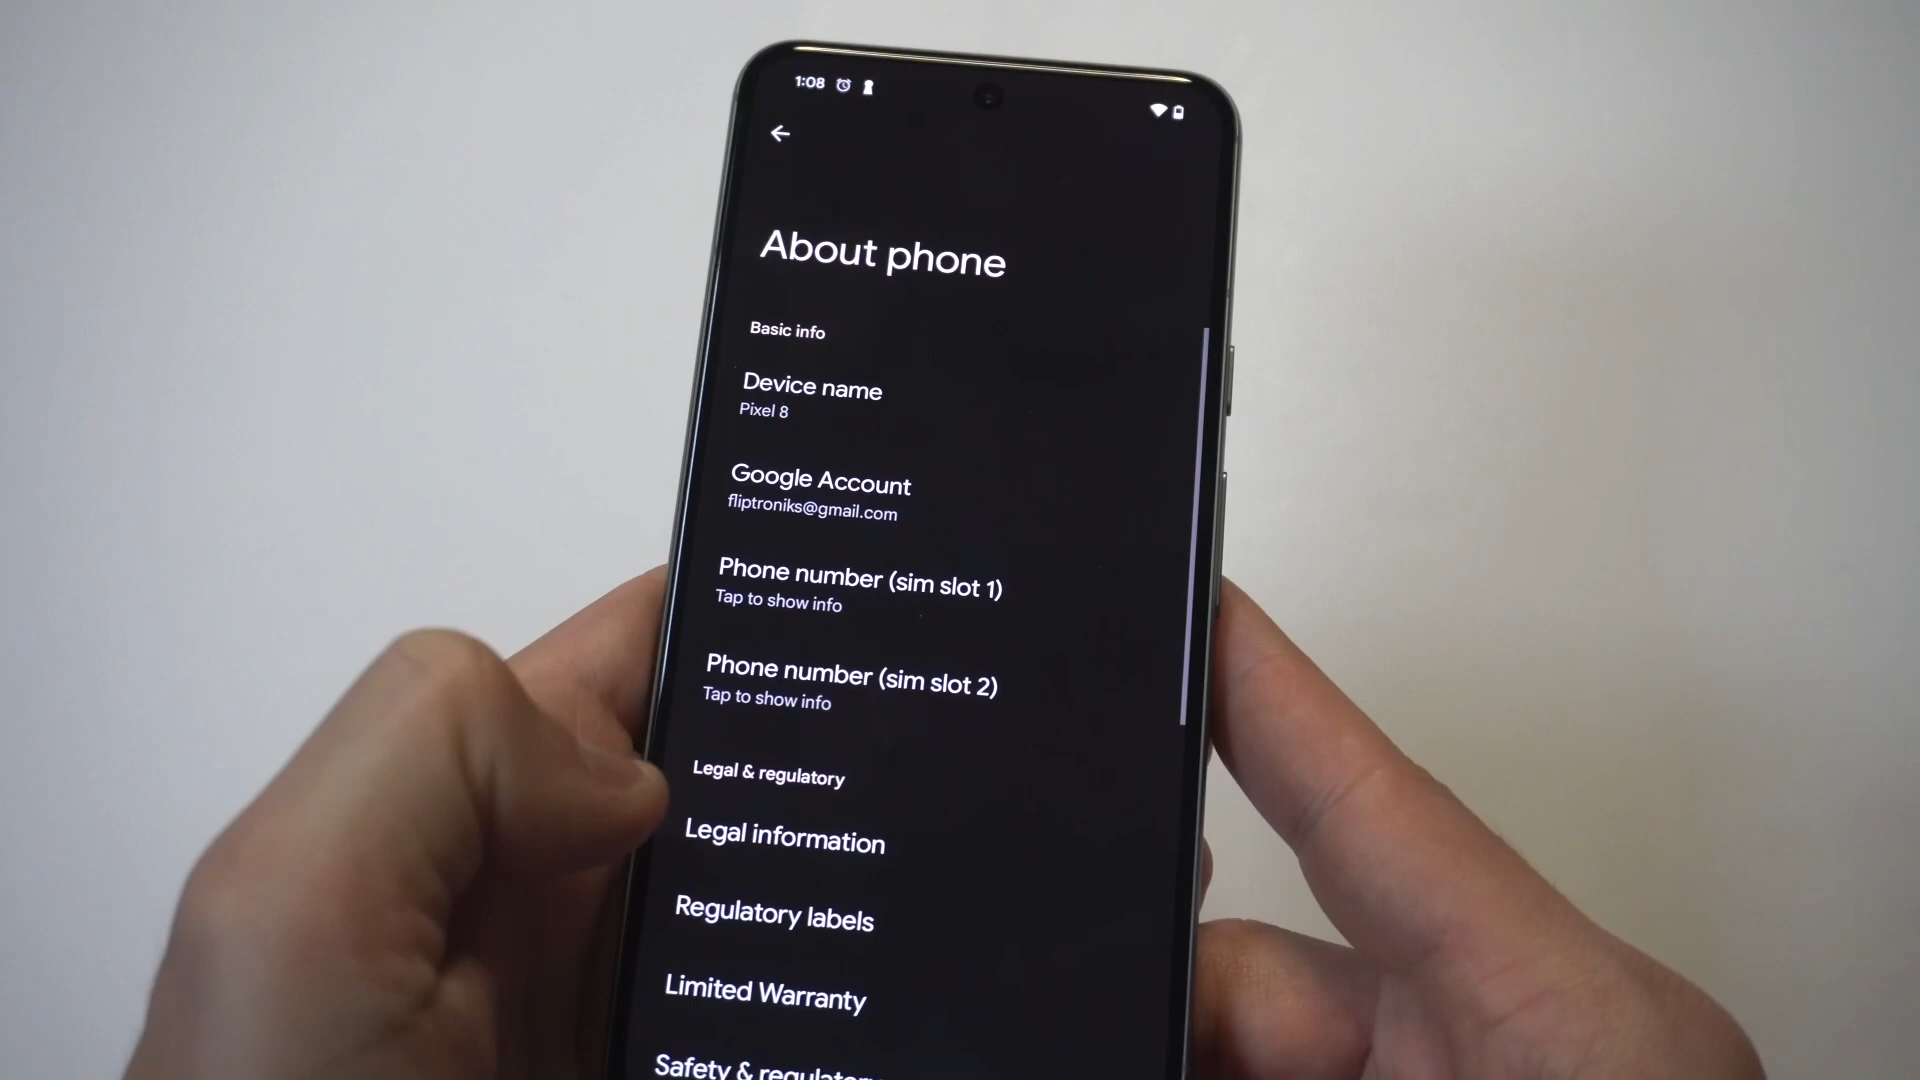 1:08
About phone
Basic info
Device name
Pixel 8
Google Account
fliptroniks@gmail.com
Phone number (sim slot 1)
Tap to show info
Phone number (sim slot 2)
Tap to show info
Legal & regulatory
Legal information
Regulatory labels
Limited Warranty
Safety & regulatory